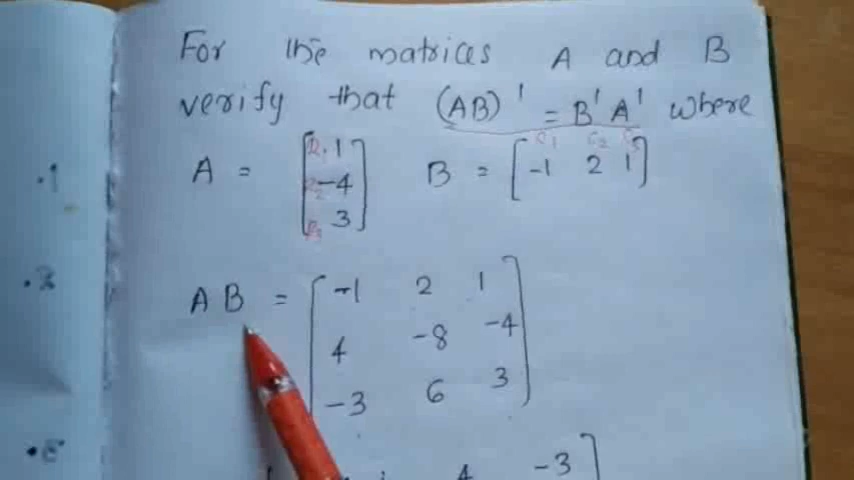 For the matrices A and B
verify that (AB)' = B'A' where
A = [1 B = [-1 2 1]
-4
3]
AB = [-1 2 1
4 -8 -4
-3 6 3]
4 -3]